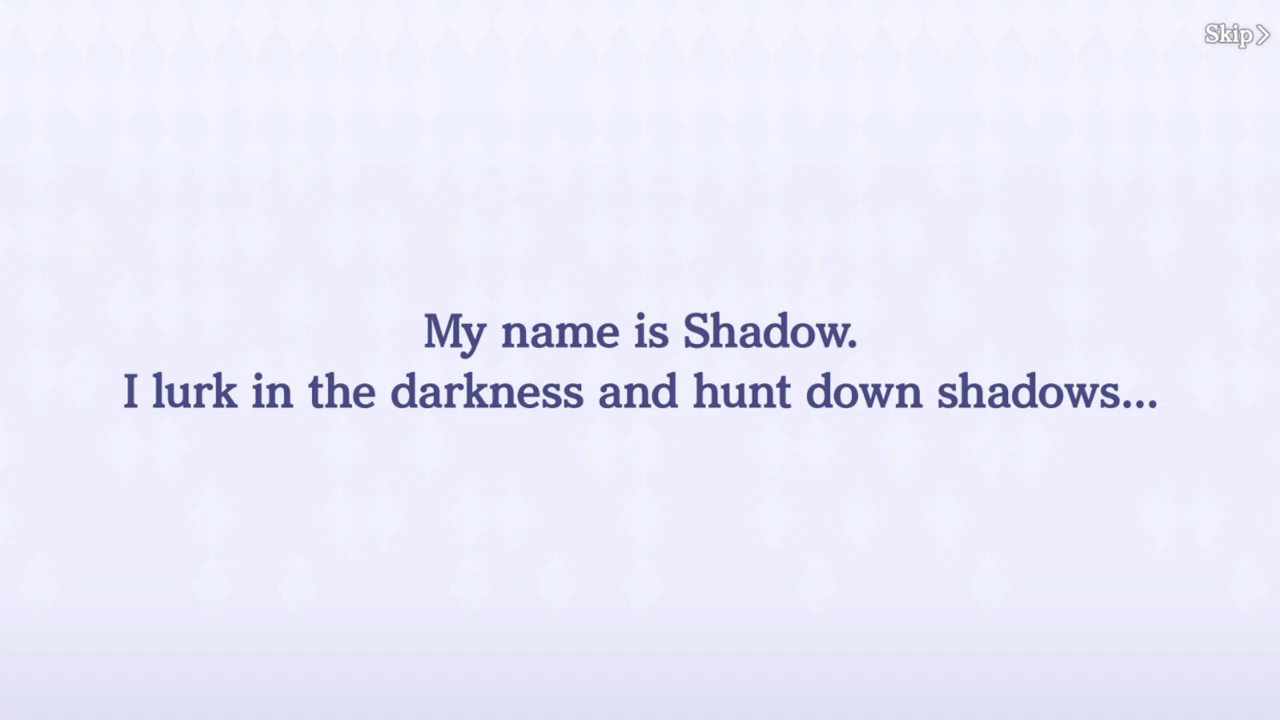 Skip>
My name is Shadow.
I lurk in the darkness and hunt down shadows...